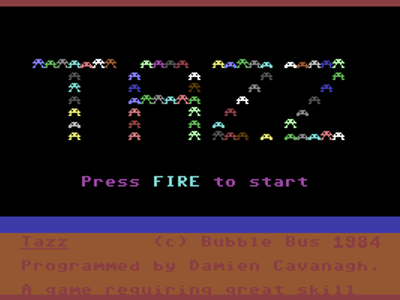 TAZZ
Press FIRE to start
Tazz (c) Bubble Bus 1984
Programmed by Damien Cavanagh.
A game requiring great skill